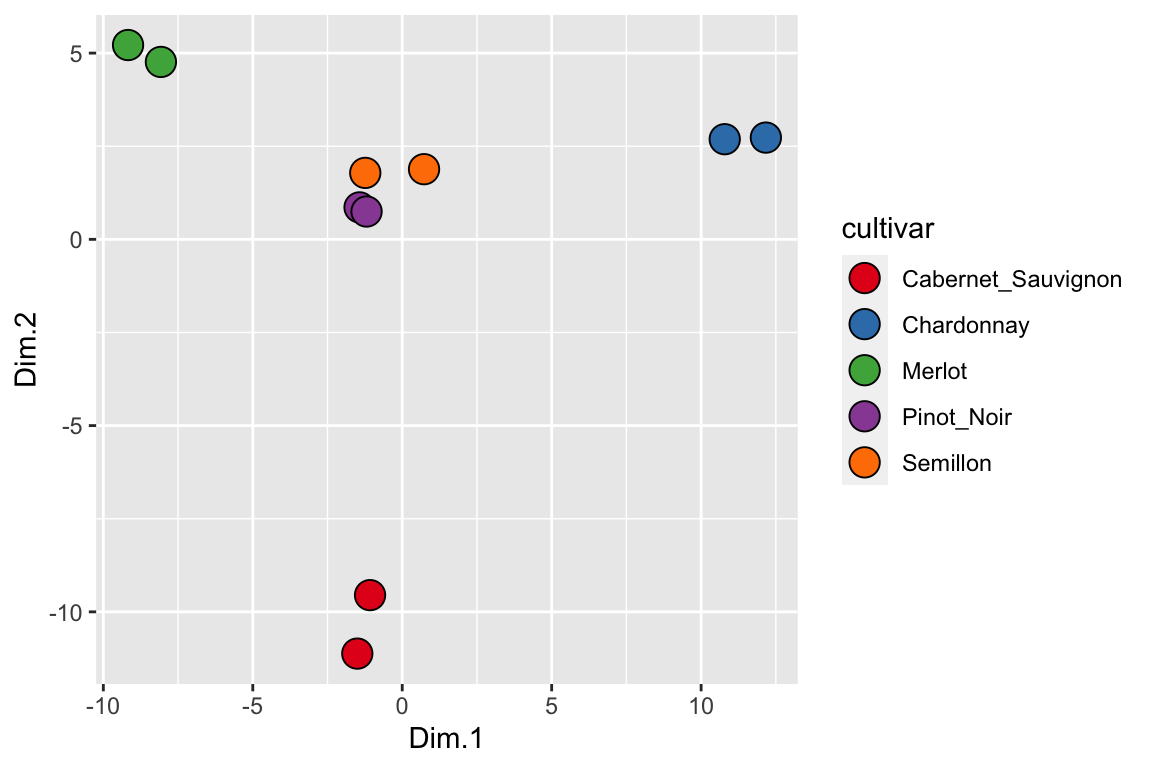 5
0
-5
-10
-10 -5 0 5 10
Dim.1
Dim.2
cultivar
Cabernet_Sauvignon
Chardonnay
Merlot
Pinot_Noir
Semillon